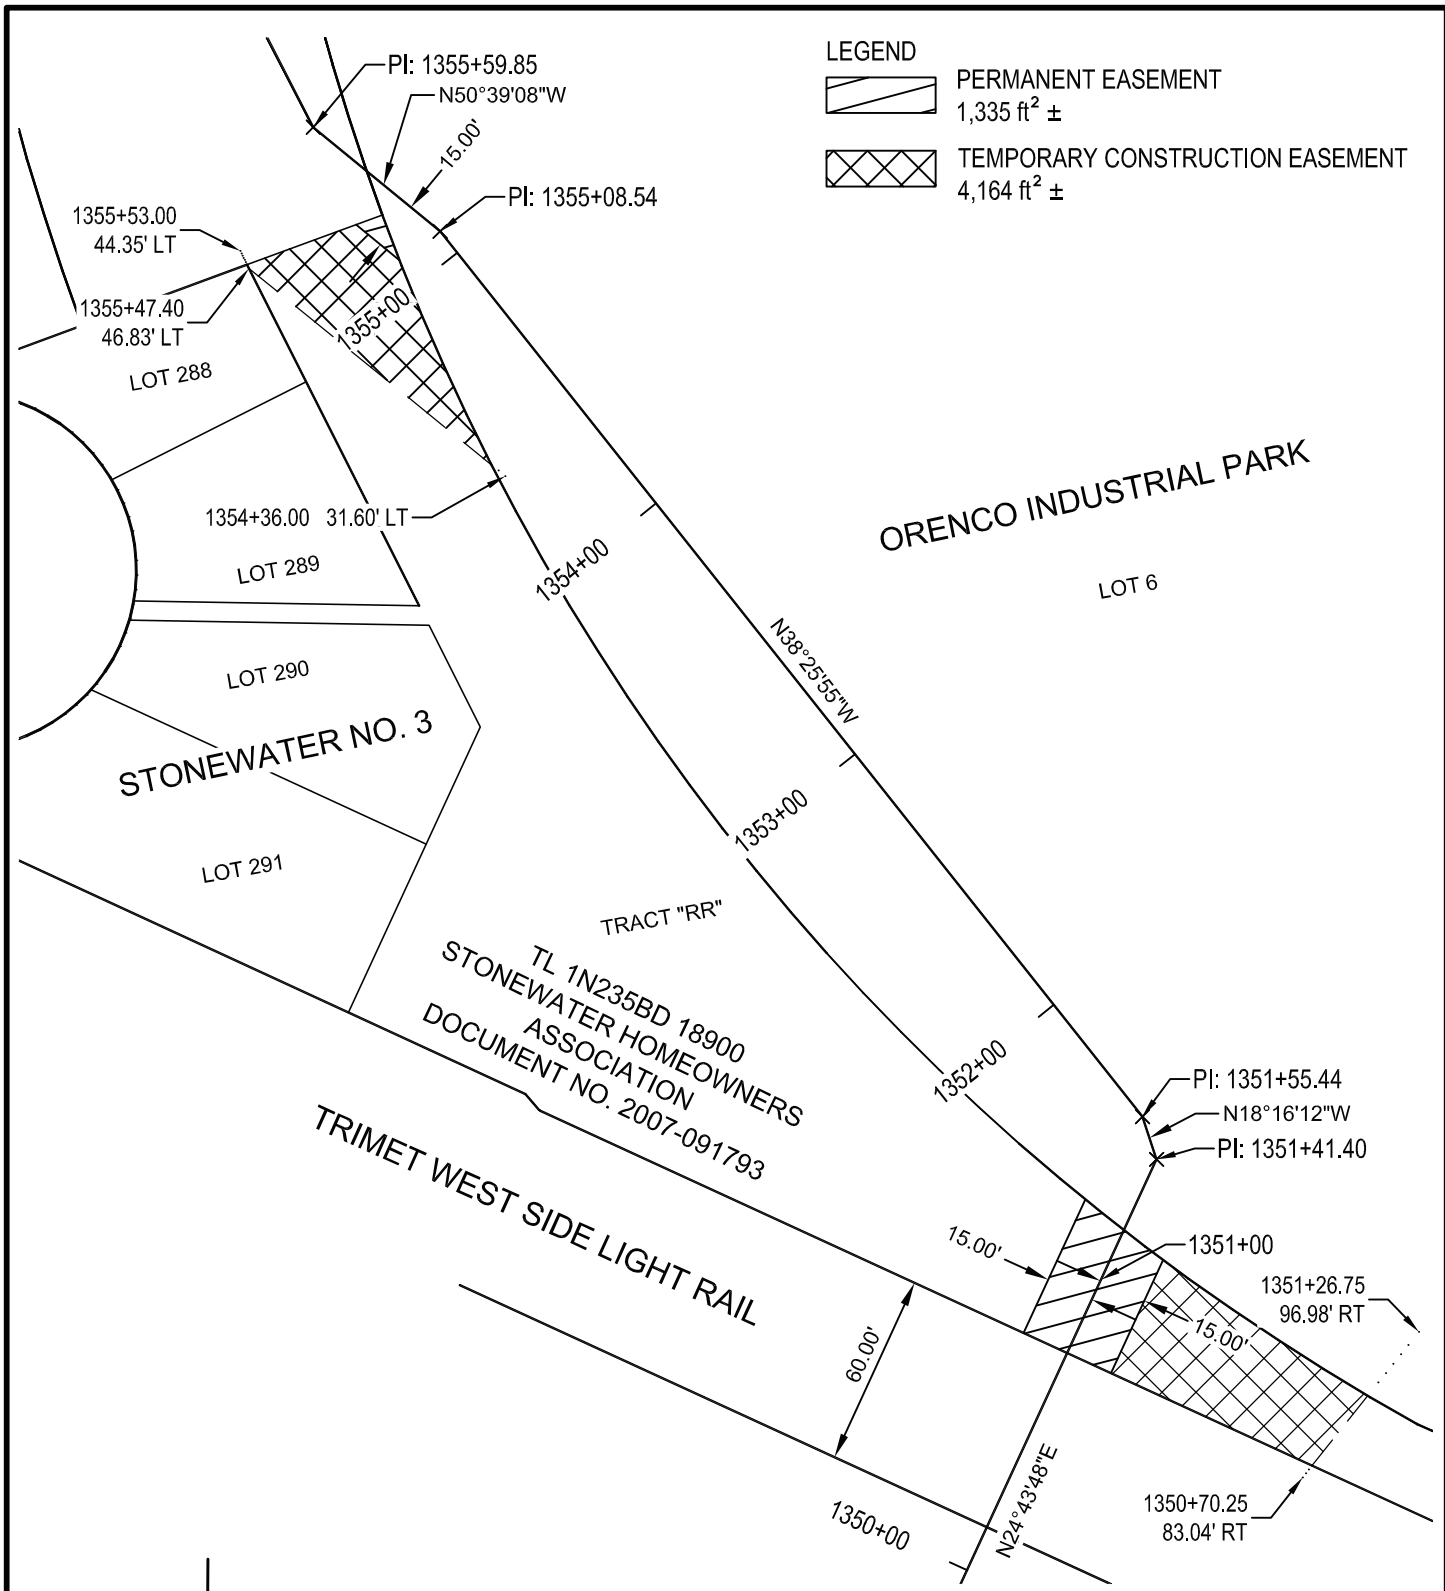 LEGEND
PERMANENT EASEMENT
1,335 ft² ±
TEMPORARY CONSTRUCTION EASEMENT
4,164 ft² ±
PI: 1355+59.85
N50°39'08"W
15.00'
PI: 1355+08.54
1355+53.00
44.35' LT
1355+47.40
46.83' LT
1355+00
LOT 288
1354+36.00 31.60' LT
LOT 289
1354+00
ORENCO INDUSTRIAL PARK
LOT 6
N38°25'55"W
LOT 290
STONEWATER NO. 3
1353+00
LOT 291
TRACT "RR"
TL 1N235BD 18900
STONEWATER HOMEOWNERS
ASSOCIATION
DOCUMENT NO. 2007-091793
1352+00
PI: 1351+55.44
N18°16'12"W
PI: 1351+41.40
TRIMET WEST SIDE LIGHT RAIL
15.00'
1351+00
1351+26.75
96.98' RT
15.00'
60.00'
N24°43'48"E
1350+70.25
83.04' RT
1350+00